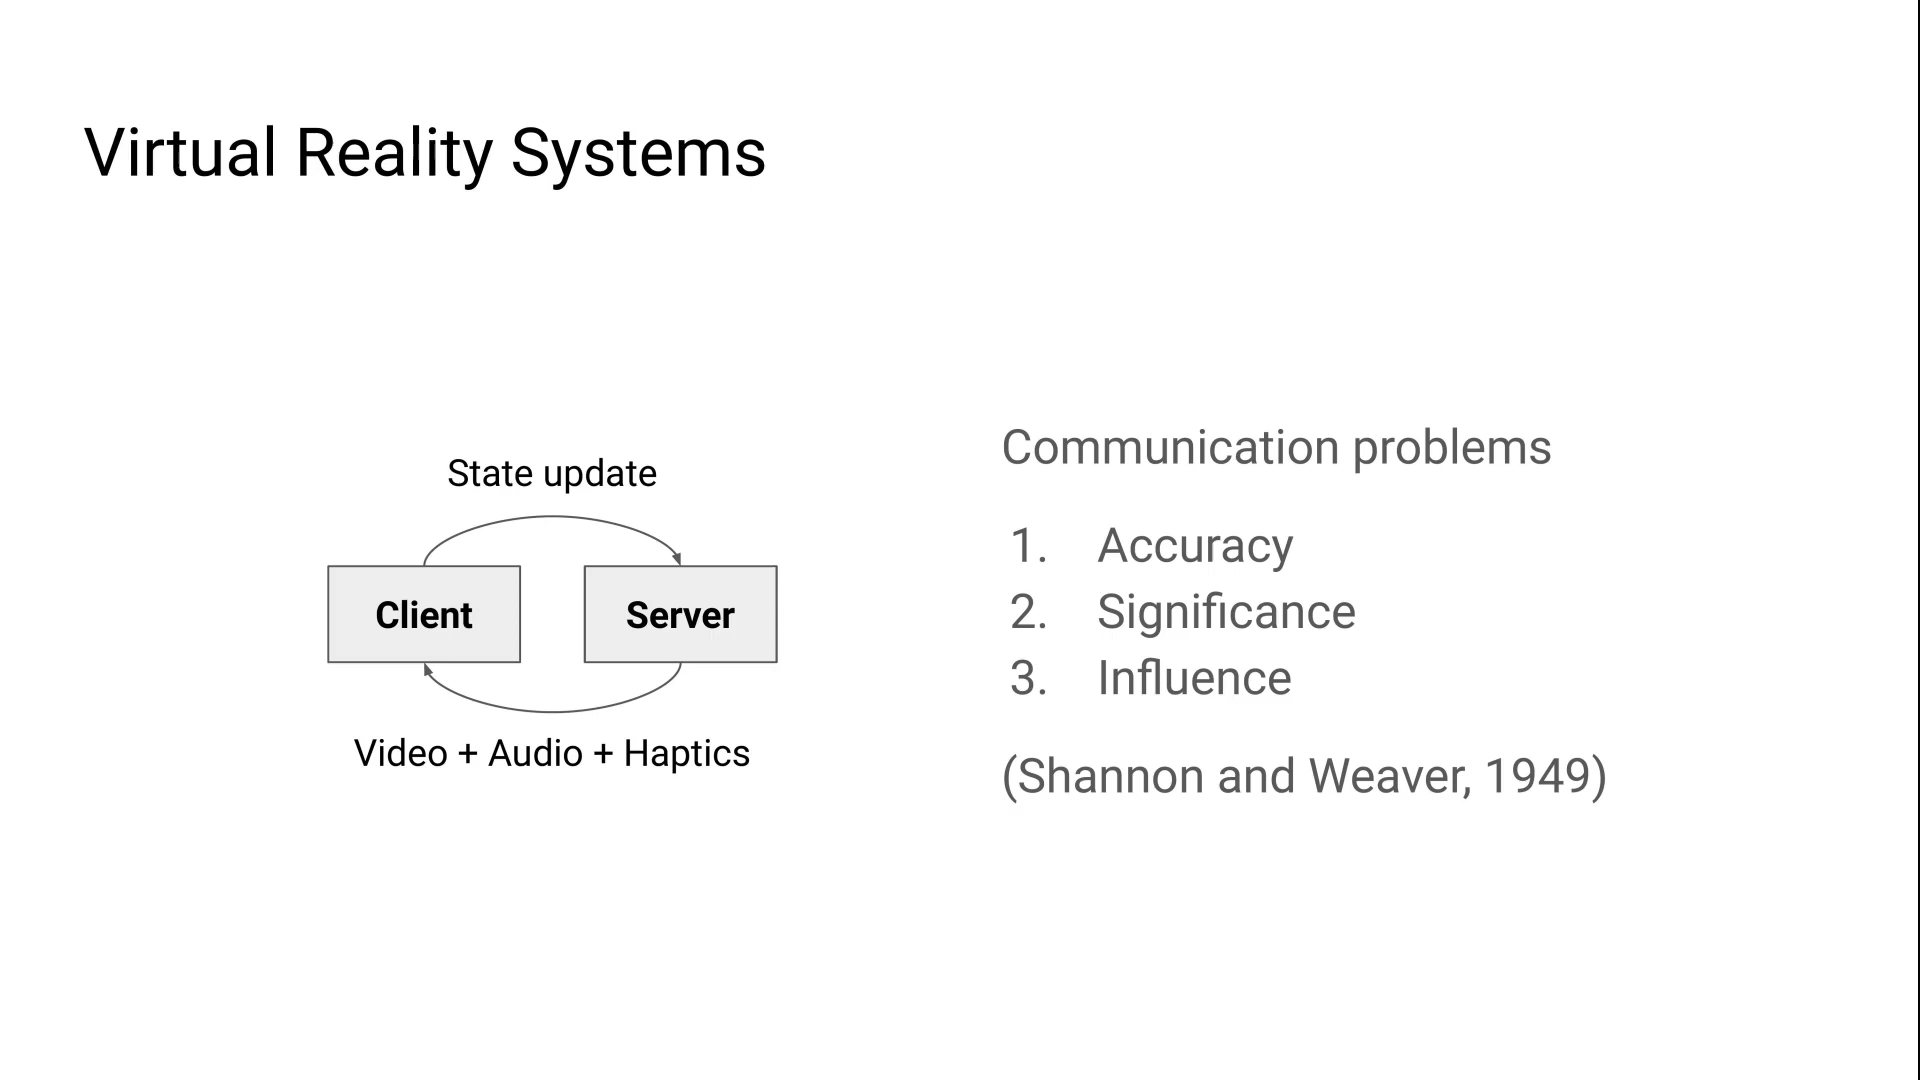 Virtual Reality Systems
State update
Client
Server
Video + Audio + Haptics
Communication problems
1. Accuracy
2. Significance
3. Influence
(Shannon and Weaver, 1949)